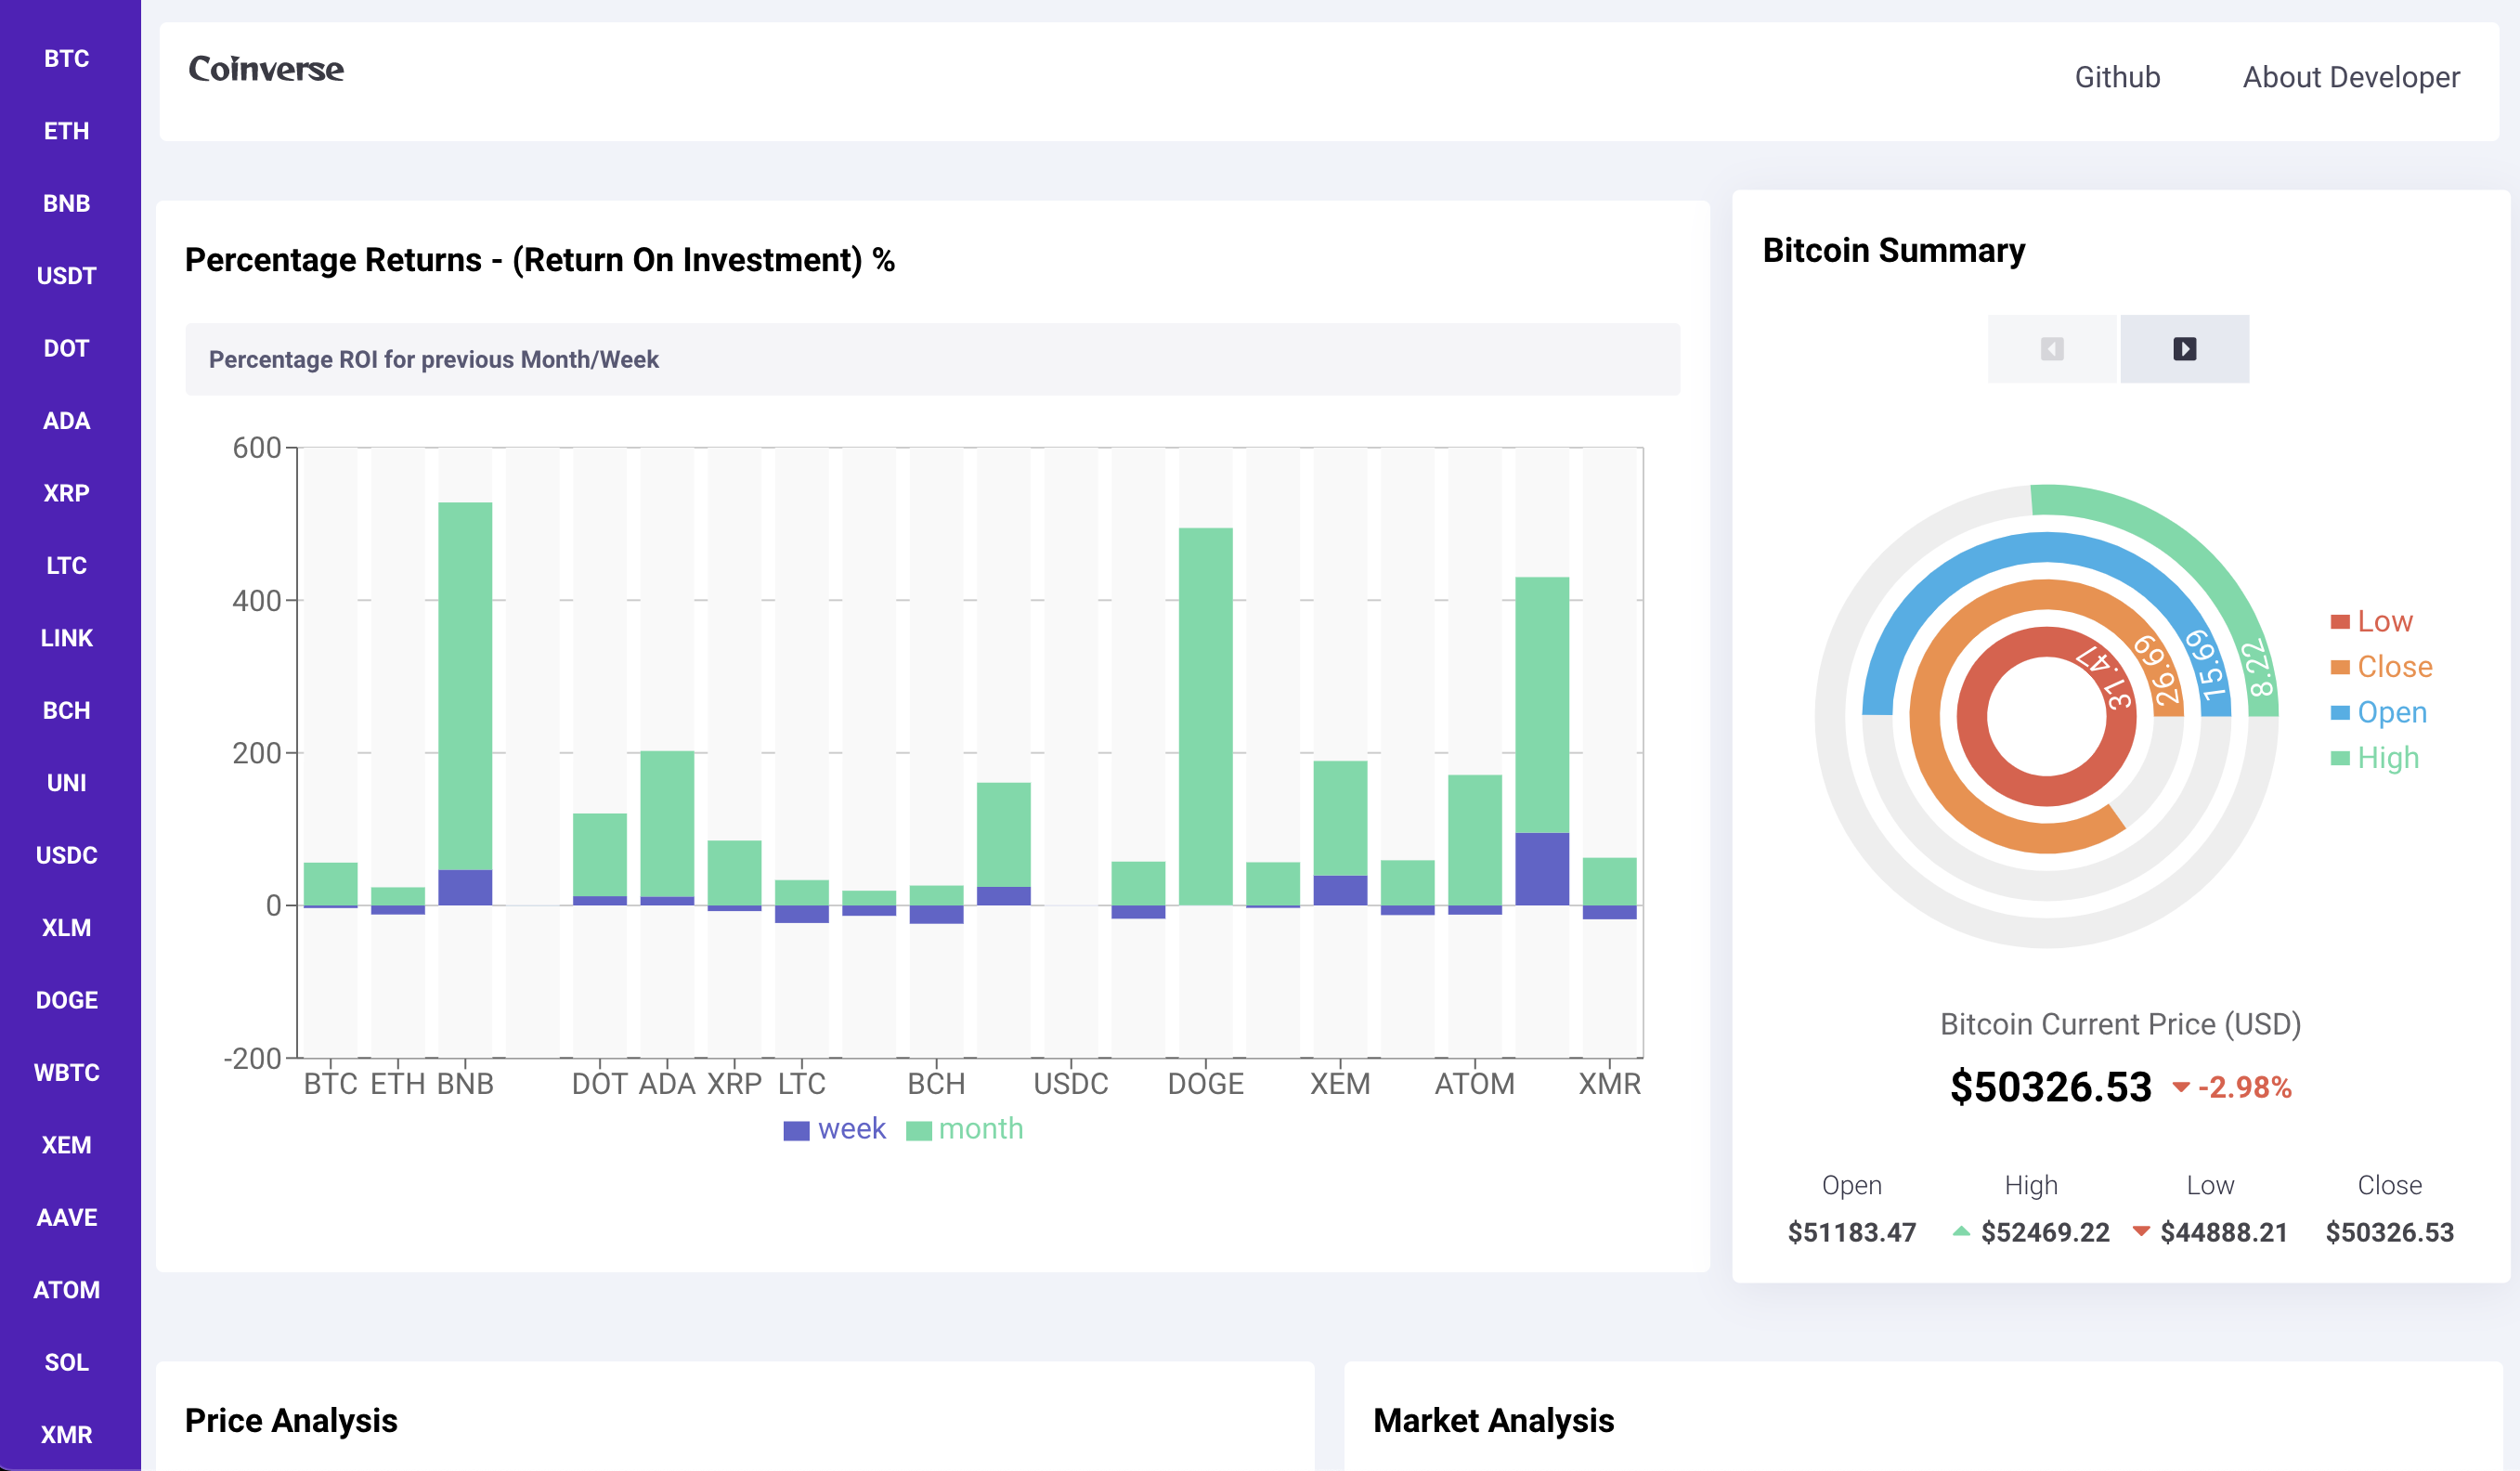 BTC
ETH
BNB
USDT
DOT
ADA
XRP
LTC
LINK
BCH
UNI
USDC
XLM
DOGE
WBTC
XEM
AAVE
ATOM
SOL
XMR
Coinverse
Github About Developer
Percentage Returns - (Return On Investment) %
Percentage ROI for previous Month/Week
600
400
200
0
-200
BTC ETH BNB DOT ADA XRP LTC BCH USDC DOGE XEM ATOM XMR
week month
Bitcoin Summary
31.47
26.69
15.69
8.22
Low
Close
Open
High
Bitcoin Current Price (USD)
$50326.53 -2.98%
Open High Low Close
$51183.47 $52469.22 $44888.21 $50326.53
Price Analysis
Market Analysis